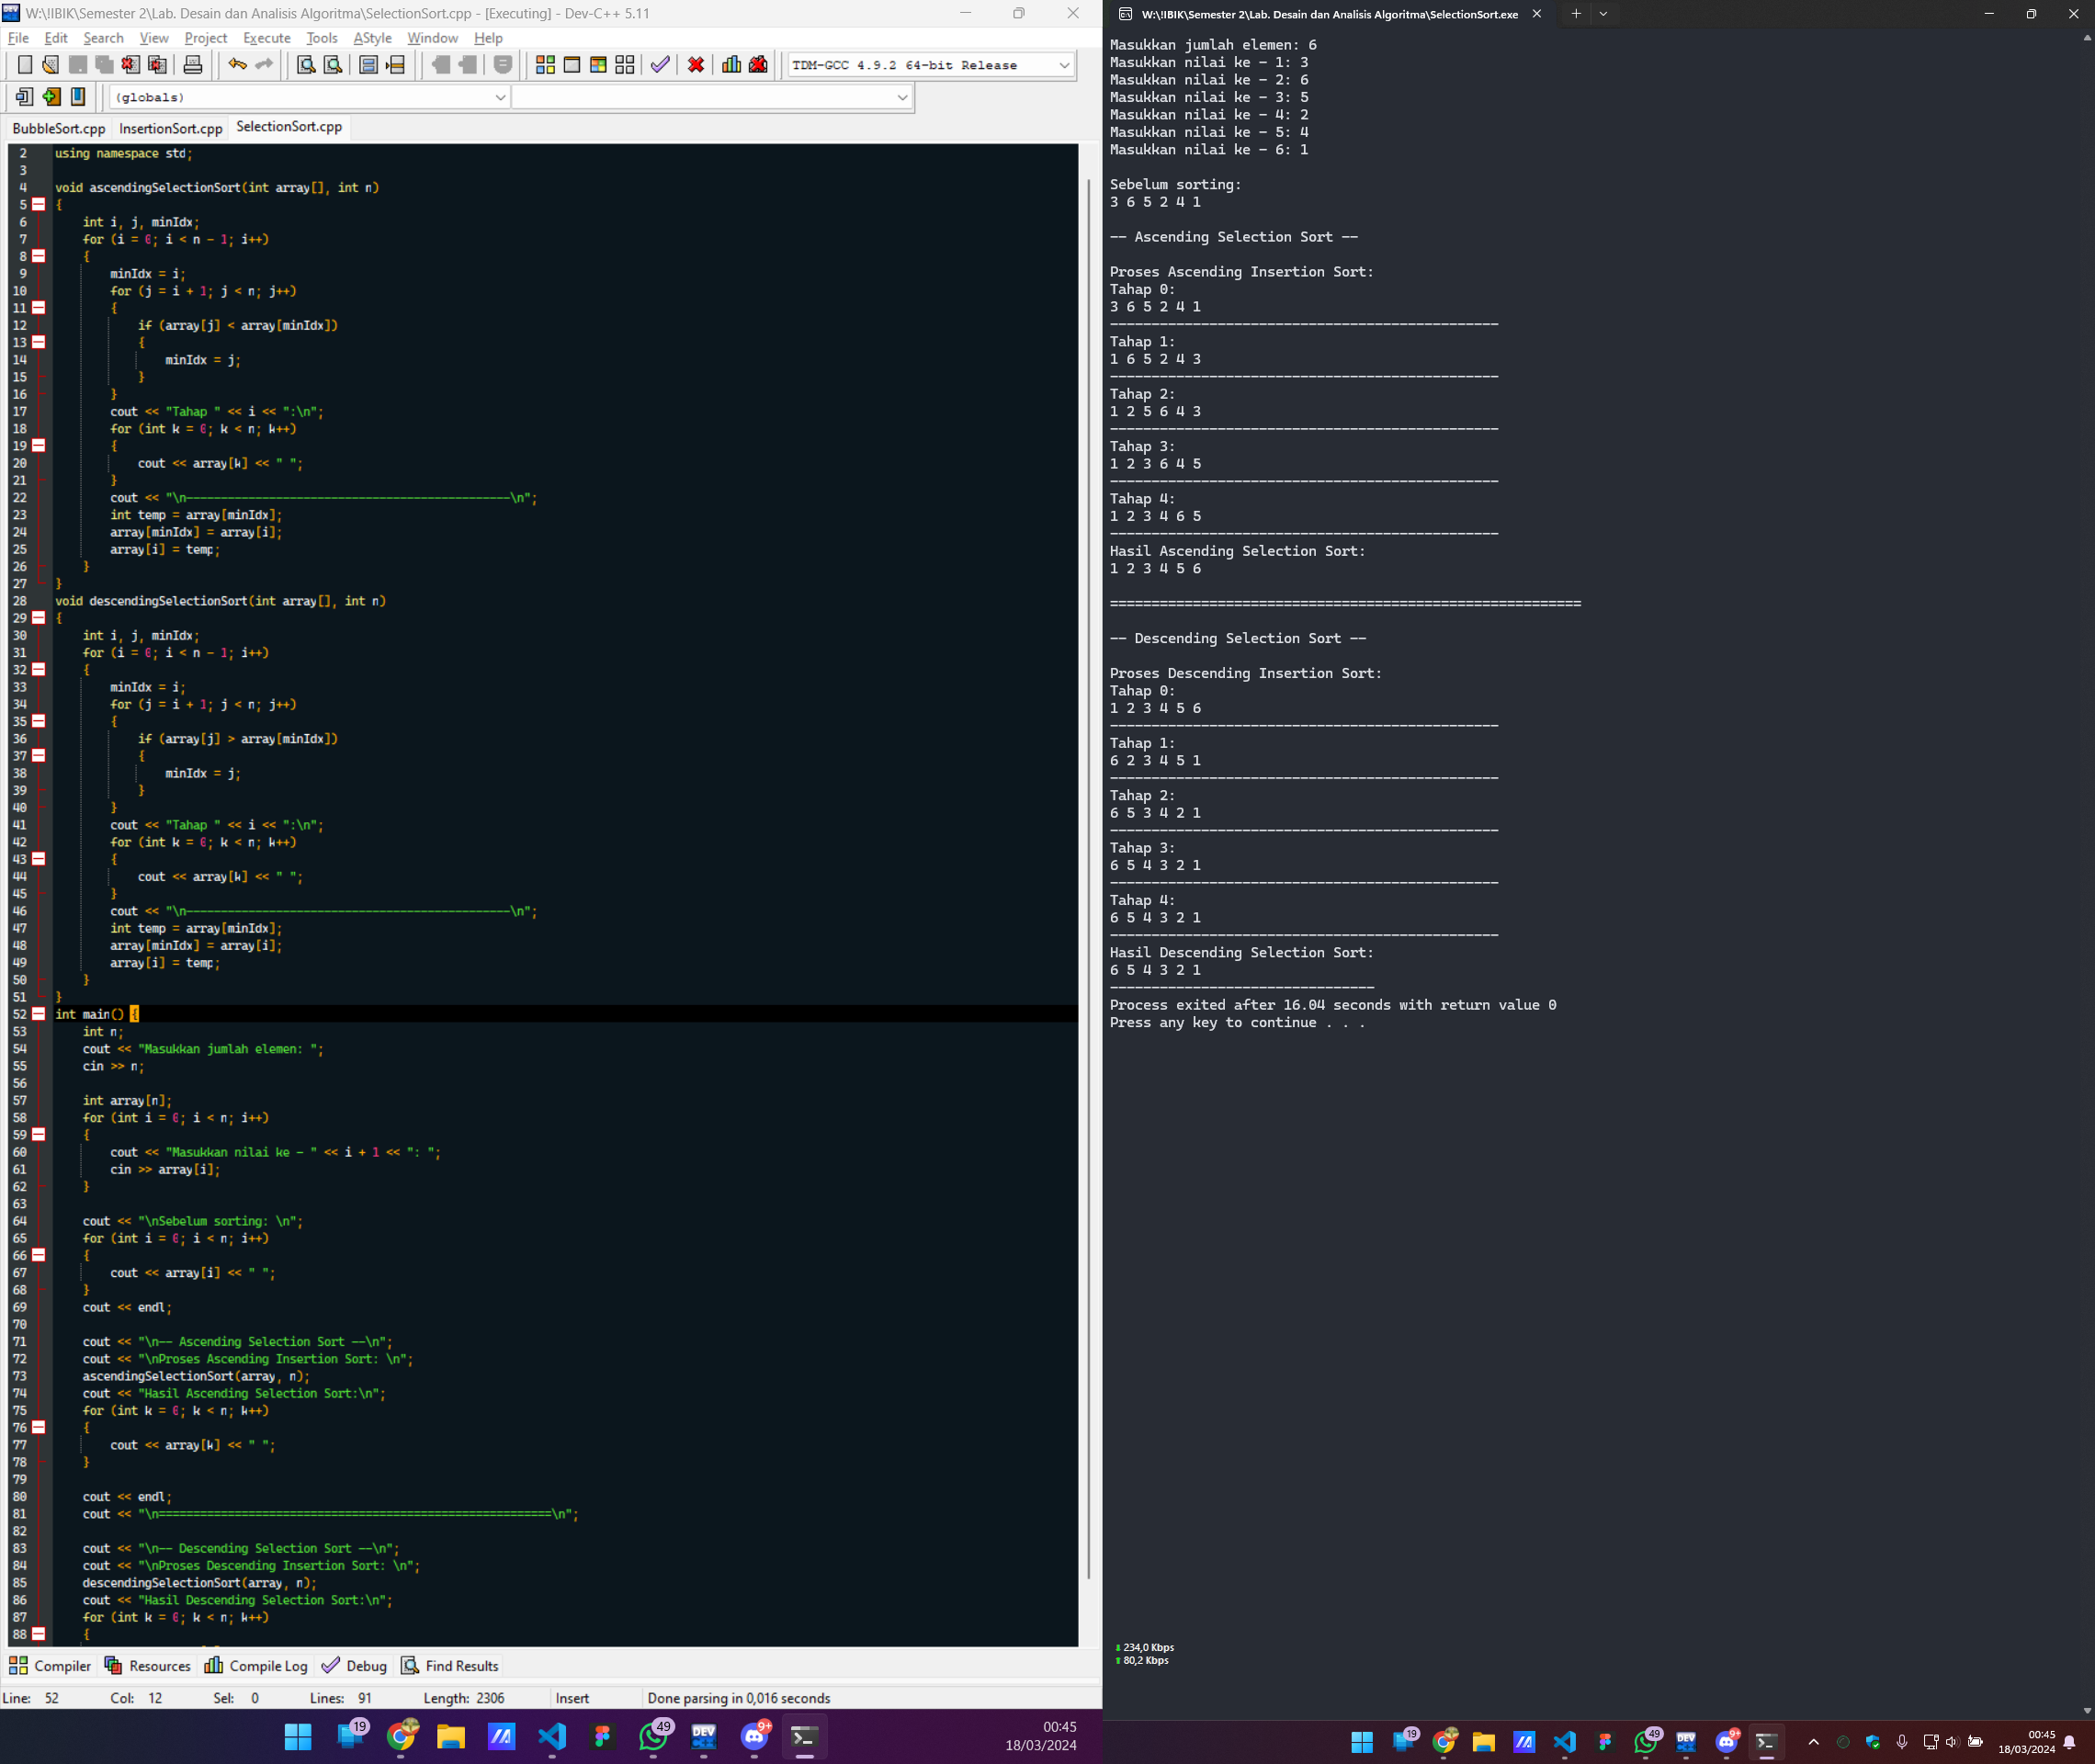 W:\!IBIK\Semester 2\Lab. Desain dan Analisis Algoritma\SelectionSort.cpp - [Executing] - Dev-C++ 5.11
File Edit Search View Project Execute Tools AStyle Window Help
TDM-GCC 4.9.2 64-bit Release
(globals)
BubbleSort.cpp InsertionSort.cpp SelectionSort.cpp
2 using namespace std;
3
4 void ascendingSelectionSort(int array[], int n)
5 {
6 int i, j, minIdx;
7 for (i = 0; i < n - 1; i++)
8 {
9 minIdx = i;
10 for (j = i + 1; j < n; j++)
11 {
12 if (array[j] < array[minIdx])
13 {
14 minIdx = j;
15 }
16 }
17 cout << "Tahap " << i << ":\n";
18 for (int k = 0; k < n; k++)
19 {
20 cout << array[k] << " ";
21 }
22 cout << "\n-----------------------------------------------\n";
23 int temp = array[minIdx];
24 array[minIdx] = array[i];
25 array[i] = temp;
26 }
27 }
28 void descendingSelectionSort(int array[], int n)
29 {
30 int i, j, minIdx;
31 for (i = 0; i < n - 1; i++)
32 {
33 minIdx = i;
34 for (j = i + 1; j < n; j++)
35 {
36 if (array[j] > array[minIdx])
37 {
38 minIdx = j;
39 }
40 }
41 cout << "Tahap " << i << ":\n";
42 for (int k = 0; k < n; k++)
43 {
44 cout << array[k] << " ";
45 }
46 cout << "\n-----------------------------------------------\n";
47 int temp = array[minIdx];
48 array[minIdx] = array[i];
49 array[i] = temp;
50 }
51 }
52 int main() {
53 int n;
54 cout << "Masukkan jumlah elemen: ";
55 cin >> n;
56
57 int array[n];
58 for (int i = 0; i < n; i++)
59 {
60 cout << "Masukkan nilai ke - " << i + 1 << ": ";
61 cin >> array[i];
62 }
63
64 cout << "\nSebelum sorting: \n";
65 for (int i = 0; i < n; i++)
66 {
67 cout << array[i] << " ";
68 }
69 cout << endl;
70
71 cout << "\n-- Ascending Selection Sort --\n";
72 cout << "\nProses Ascending Insertion Sort: \n";
73 ascendingSelectionSort(array, n);
74 cout << "Hasil Ascending Selection Sort:\n";
75 for (int k = 0; k < n; k++)
76 {
77 cout << array[k] << " ";
78 }
79
80 cout << endl;
81 cout << "\n=========================================================\n";
82
83 cout << "\n-- Descending Selection Sort --\n";
84 cout << "\nProses Descending Insertion Sort: \n";
85 descendingSelectionSort(array, n);
86 cout << "Hasil Descending Selection Sort:\n";
87 for (int k = 0; k < n; k++)
88 {
Compiler Resources Compile Log Debug Find Results
Line: 52 Col: 12 Sel: 0 Lines: 91 Length: 2306 Insert Done parsing in 0,016 seconds
19 49 DEV 9+
00:45
18/03/2024
W:\!IBIK\Semester 2\Lab. Desain dan Analisis Algoritma\SelectionSort.exe
Masukkan jumlah elemen: 6
Masukkan nilai ke - 1: 3
Masukkan nilai ke - 2: 6
Masukkan nilai ke - 3: 5
Masukkan nilai ke - 4: 2
Masukkan nilai ke - 5: 4
Masukkan nilai ke - 6: 1
Sebelum sorting:
3 6 5 2 4 1
-- Ascending Selection Sort --
Proses Ascending Insertion Sort:
Tahap 0:
3 6 5 2 4 1
-----------------------------------------------
Tahap 1:
1 6 5 2 4 3
-----------------------------------------------
Tahap 2:
1 2 5 6 4 3
-----------------------------------------------
Tahap 3:
1 2 3 6 4 5
-----------------------------------------------
Tahap 4:
1 2 3 4 6 5
-----------------------------------------------
Hasil Ascending Selection Sort:
1 2 3 4 5 6
=========================================================
-- Descending Selection Sort --
Proses Descending Insertion Sort:
Tahap 0:
1 2 3 4 5 6
-----------------------------------------------
Tahap 1:
6 2 3 4 5 1
-----------------------------------------------
Tahap 2:
6 5 3 4 2 1
-----------------------------------------------
Tahap 3:
6 5 4 3 2 1
-----------------------------------------------
Tahap 4:
6 5 4 3 2 1
-----------------------------------------------
Hasil Descending Selection Sort:
6 5 4 3 2 1
--------------------------------
Process exited after 16.04 seconds with return value 0
Press any key to continue . . .
234,0 Kbps
80,2 Kbps
19 49 DEV 9+
00:45
18/03/2024